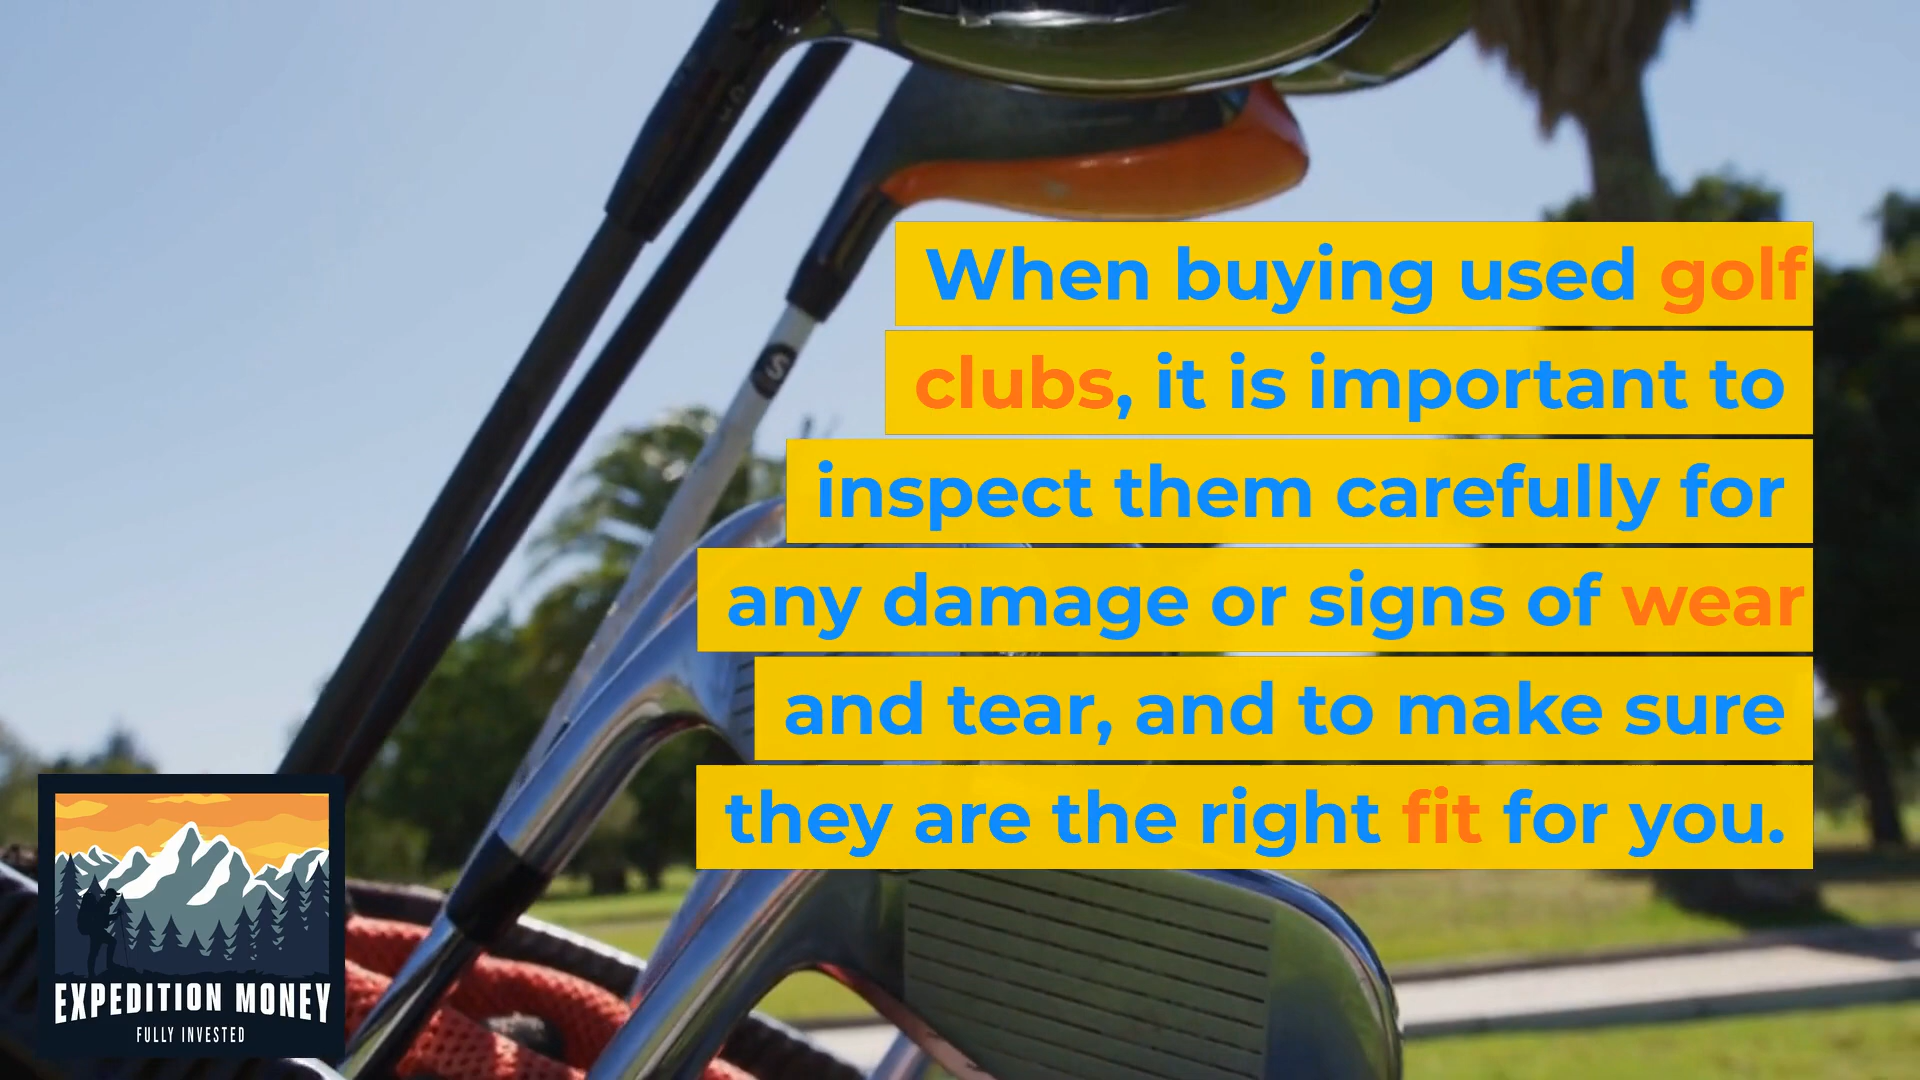 When buying used golf
clubs, it is important to
inspect them carefully for
any damage or signs of wear
and tear, and to make sure
they are the right fit for you.
S
EXPEDITION MONEY
FULLY INVESTED